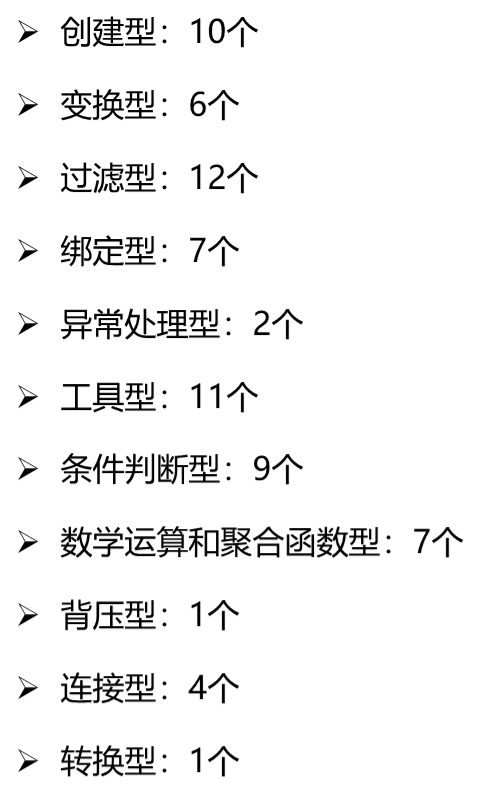 ➢ 创建型：10个
➢ 变换型：6个
➢ 过滤型：12个
➢ 绑定型：7个
➢ 异常处理型：2个
➢ 工具型：11个
➢ 条件判断型：9个
➢ 数学运算和聚合函数型：7个
➢ 背压型：1个
➢ 连接型：4个
➢ 转换型：1个